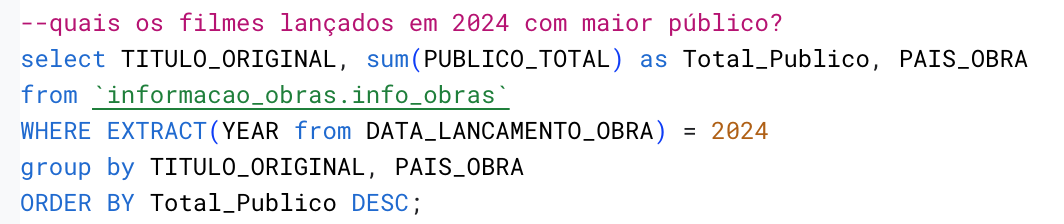 --quais os filmes lançados em 2024 com maior público?
select TITULO_ORIGINAL, sum(PUBLICO_TOTAL) as Total_Publico, PAIS_OBRA
from `informacao_obras.info_obras`
WHERE EXTRACT(YEAR from DATA_LANCAMENTO_OBRA) = 2024
group by TITULO_ORIGINAL, PAIS_OBRA
ORDER BY Total_Publico DESC;